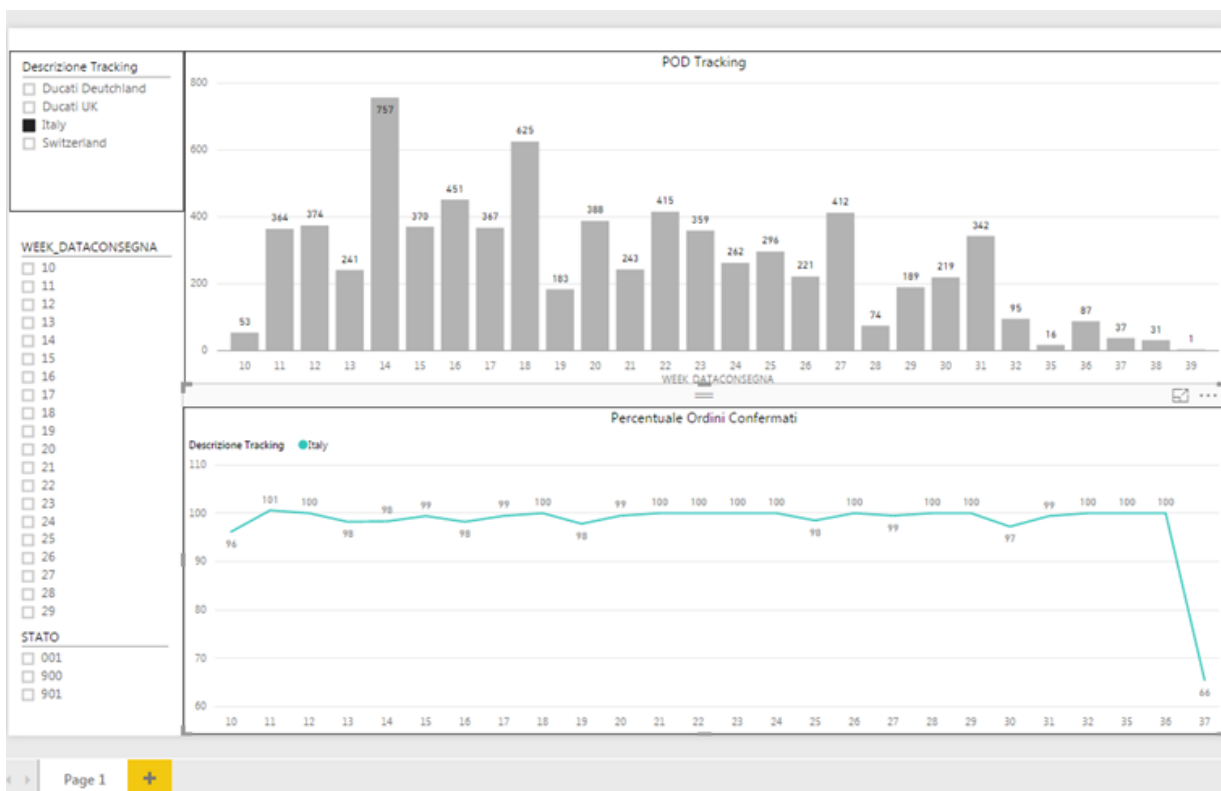 Descrizione Tracking
Ducati Deutchland
Ducati UK
Italy
Switzerland
WEEK_DATACONSEGNA
10
11
12
13
14
15
16
17
18
19
20
21
22
23
24
25
26
27
28
29
STATO
001
900
901
POD Tracking
800
600
400
200
0
53 364 374 241 757 370 451 367 625 183 388 243 415 359 262 296 221 412 74 189 219 342 95 16 87 37 31 1
10 11 12 13 14 15 16 17 18 19 20 21 22 23 24 25 26 27 28 29 30 31 32 35 36 37 38 39
WEEK_DATACONSEGNA
Percentuale Ordini Confermati
Descrizione Tracking Italy
110
100
90
80
70
60
96 101 100 98 98 99 98 99 100 98 99 100 100 100 100 98 100 99 100 100 97 99 100 100 100 66
10 11 12 13 14 15 16 17 18 19 20 21 22 23 24 25 26 27 28 29 30 31 32 35 36 37
Page 1